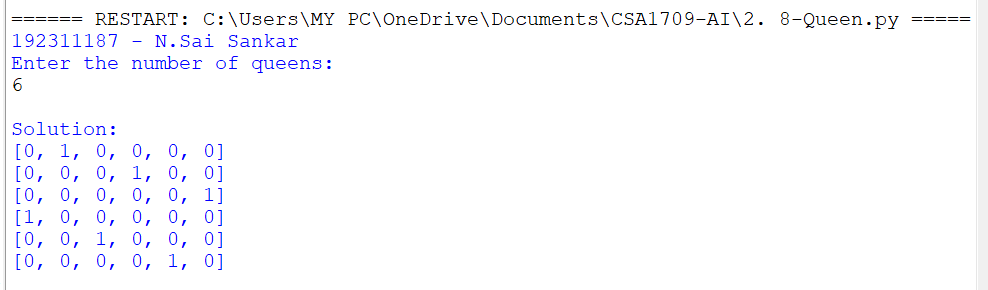 ====== RESTART: C:\Users\MY PC\OneDrive\Documents\CSA1709-AI\2. 8-Queen.py =====
192311187 - N.Sai Sankar
Enter the number of queens:
6
Solution:
[0, 1, 0, 0, 0, 0]
[0, 0, 0, 1, 0, 0]
[0, 0, 0, 0, 0, 1]
[1, 0, 0, 0, 0, 0]
[0, 0, 1, 0, 0, 0]
[0, 0, 0, 0, 1, 0]